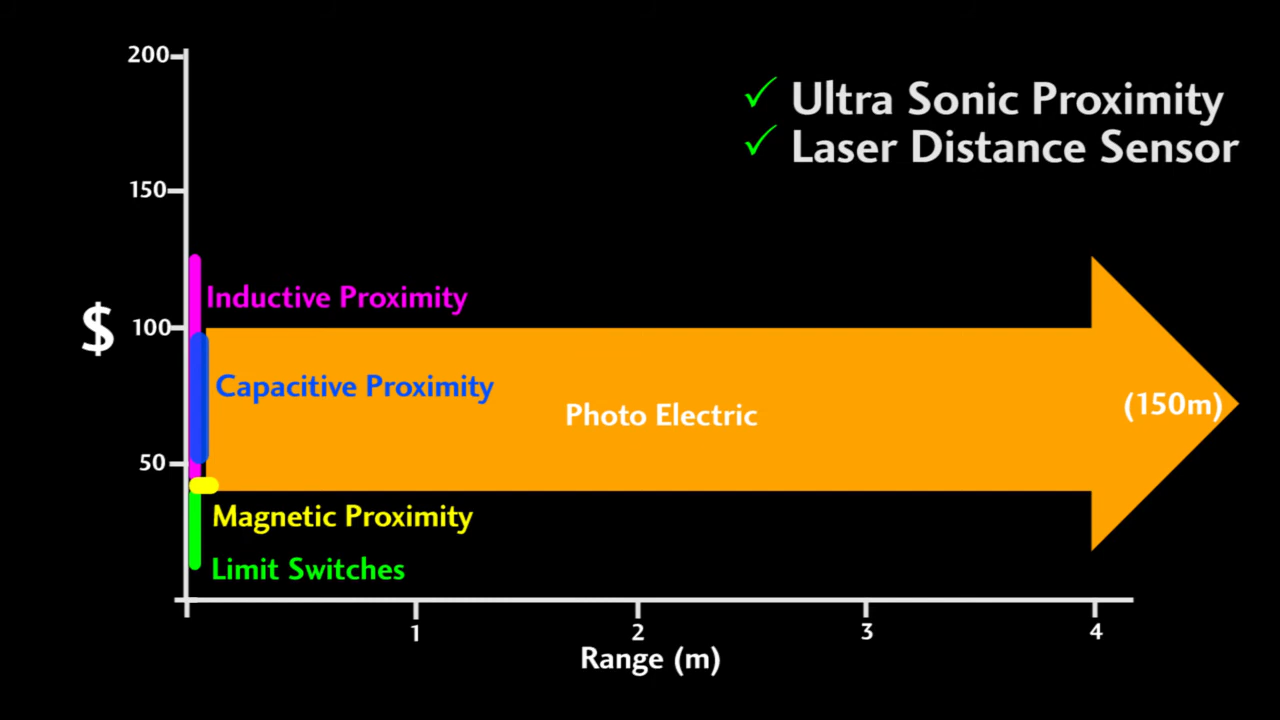 200
✓ Ultra Sonic Proximity
✓ Laser Distance Sensor
150
Inductive Proximity
$
100
Capacitive Proximity
Photo Electric
(150m)
50
Magnetic Proximity
Limit Switches
1 2 3 4
Range (m)